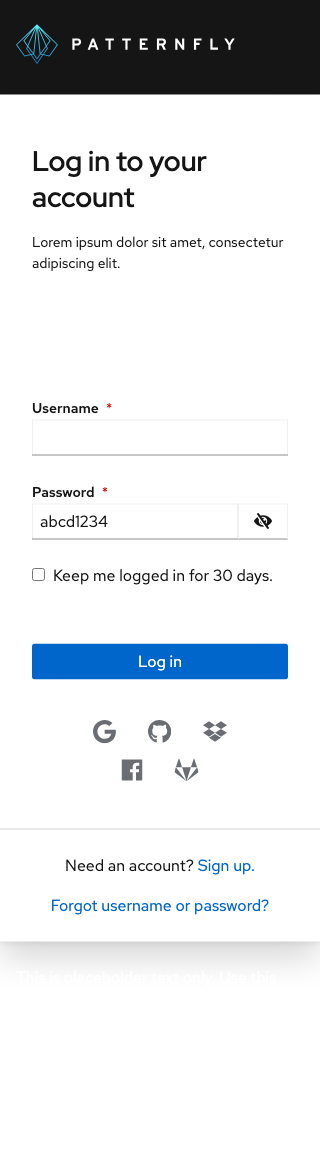 PATTERNFLY
Log in to your
account
Lorem ipsum dolor sit amet, consectetur
adipiscing elit.
Username *
Password *
abcd1234
Keep me logged in for 30 days.
Log in
Need an account? Sign up.
Forgot username or password?
This is placeholder text only. Use this